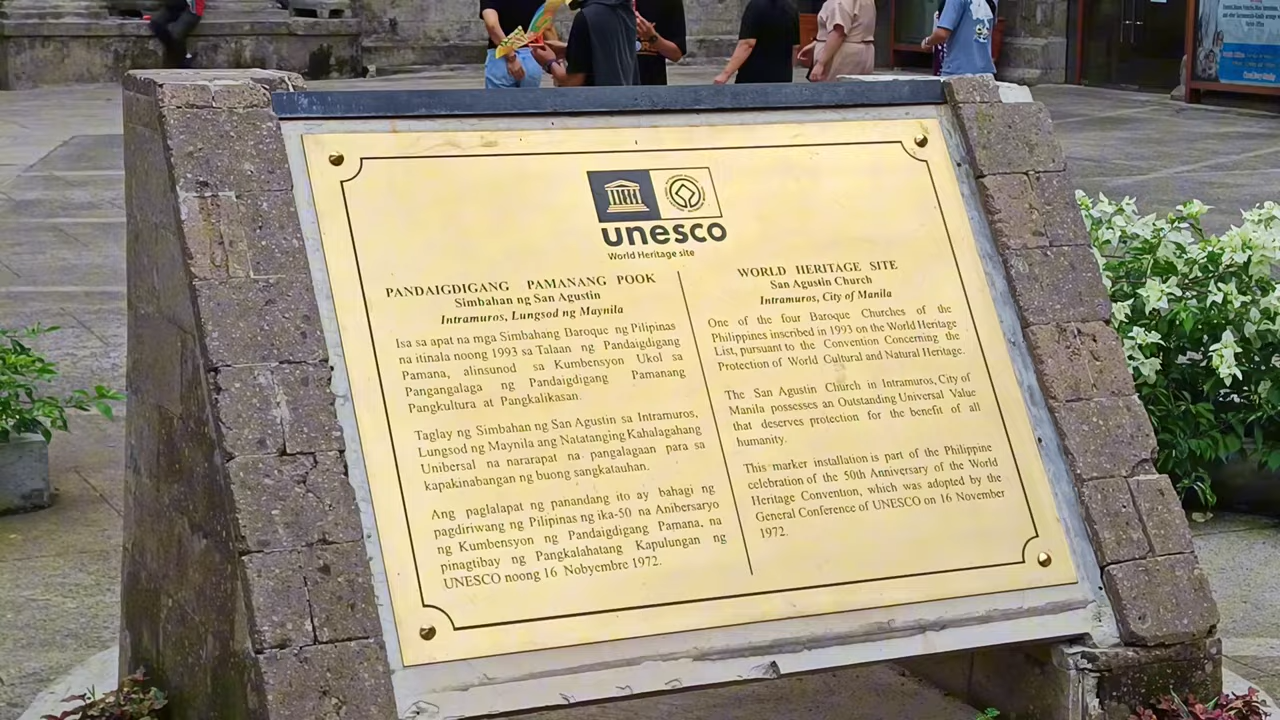 unesco
World Heritage site
PANDAIGDIGANG PAMANANG POOK
Simbahan ng San Agustin
Intramuros, Lungsod ng Maynila
Isa sa apat na mga Simbahang Baroque ng Pilipinas
na itinala noong 1993 sa Talaan ng Pandaigdigang
Pamana, alinsunod sa Kumbensyon Ukol sa
Pangangalaga ng Pandaigdigang Pamanang
Pangkultura at Pangkalikasan.
Taglay ng Simbahan ng San Agustin sa Intramuros,
Lungsod ng Maynila ang Natatanging Kahalagahang
Unibersal na nararapat na pangalagaan para sa
kapakinabangan ng buong sangkatauhan.
Ang paglalapat ng panandang ito ay bahagi ng
pagdiriwang ng Pilipinas ng ika-50 na Anibersaryo
ng Kumbensyon ng Pandaigdigang Pamana, na
pinagtibay ng Pangkalahatang Kapulungan ng
UNESCO noong 16 Nobyembre 1972.
WORLD HERITAGE SITE
San Agustin Church
Intramuros, City of Manila
One of the four Baroque Churches of the
Philippines inscribed in 1993 on the World Heritage
List, pursuant to the Convention Concerning the
Protection of World Cultural and Natural Heritage.
The San Agustin Church in Intramuros, City of
Manila possesses an Outstanding Universal Value
that deserves protection for the benefit of all
humanity.
This marker installation is part of the Philippine
celebration of the 50th Anniversary of the World
Heritage Convention, which was adopted by the
General Conference of UNESCO on 16 November
1972.